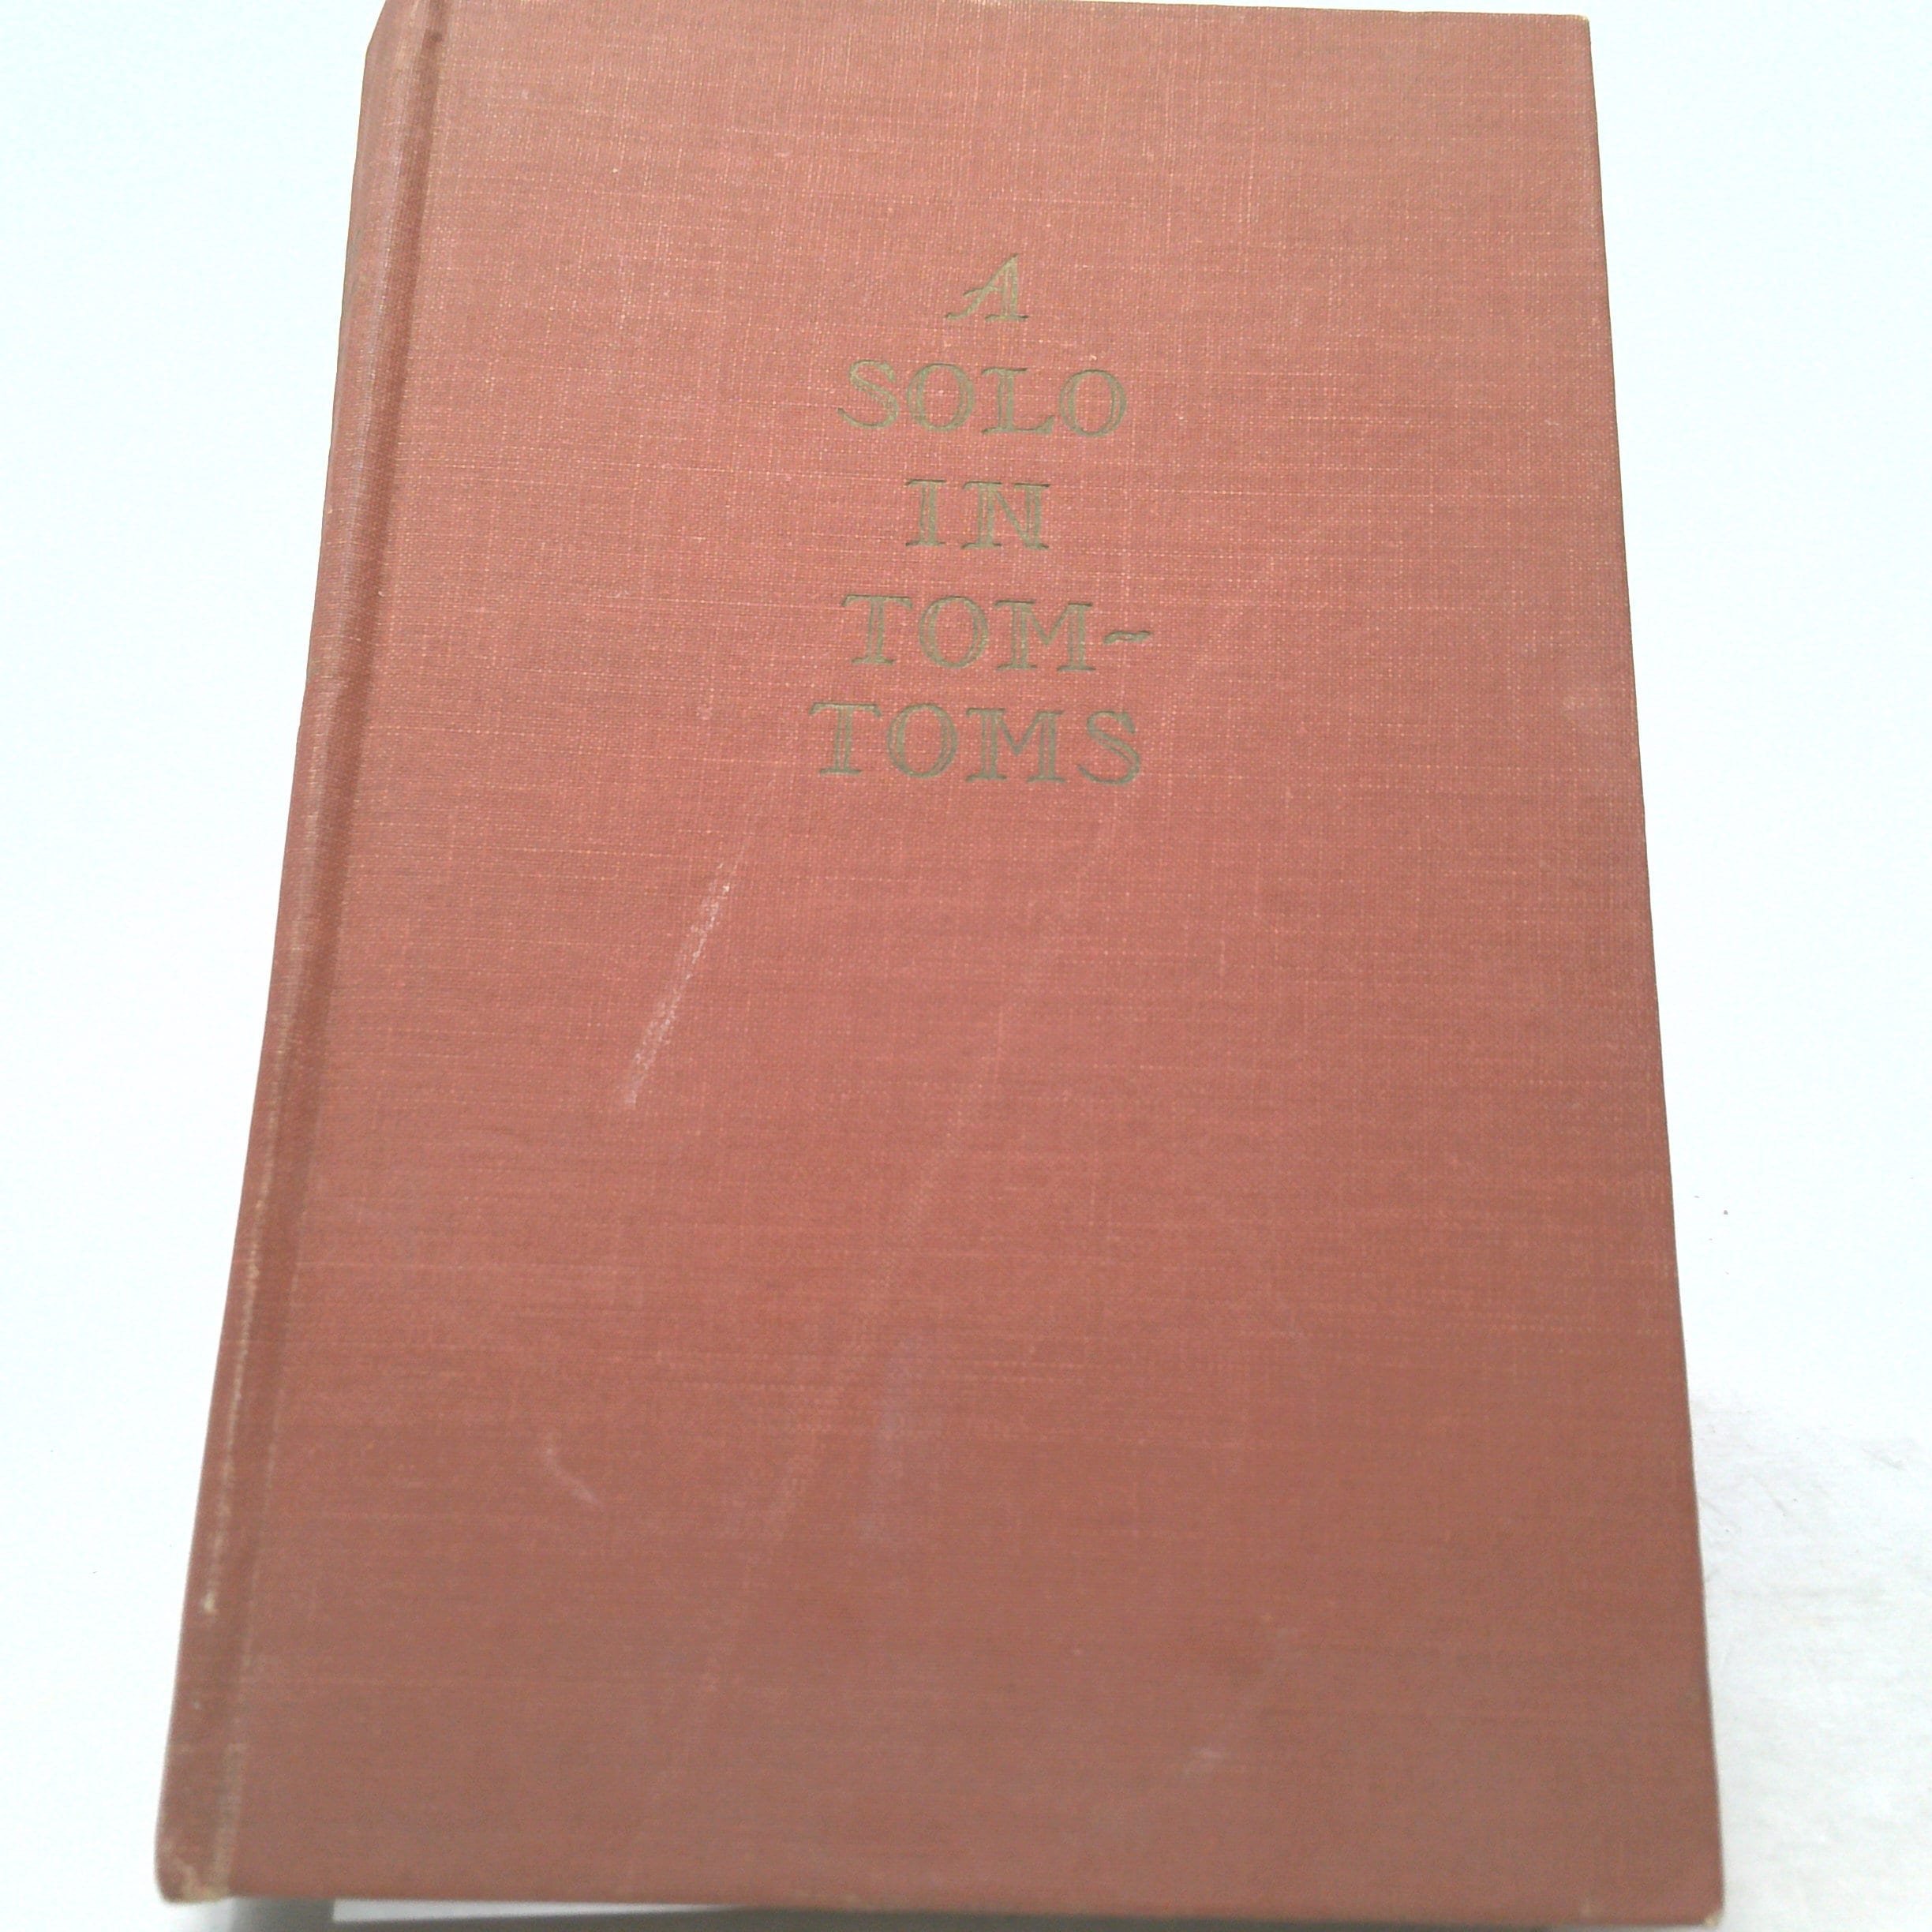 A
SOLO
IN
TOM-
TOMS